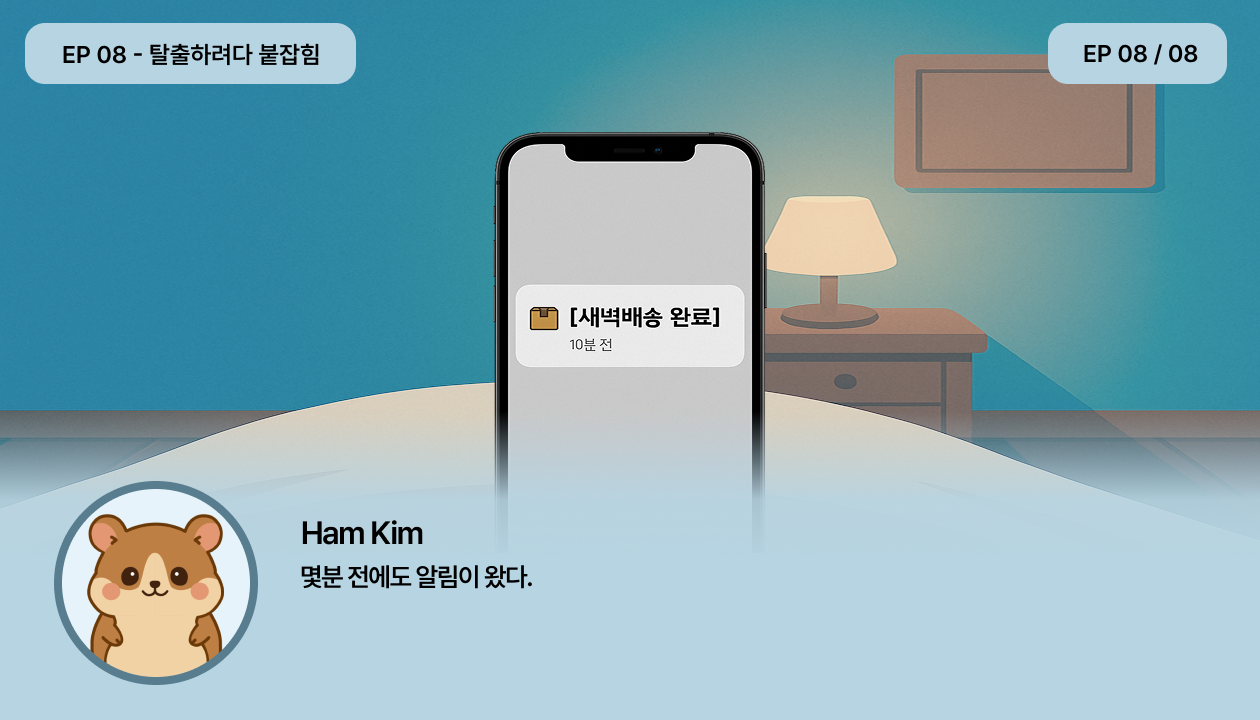 EP 08 - 탈출하려다 붙잡힘
EP 08 / 08
[새벽배송 완료]
10분 전
Ham Kim
몇분 전에도 알림이 왔다.